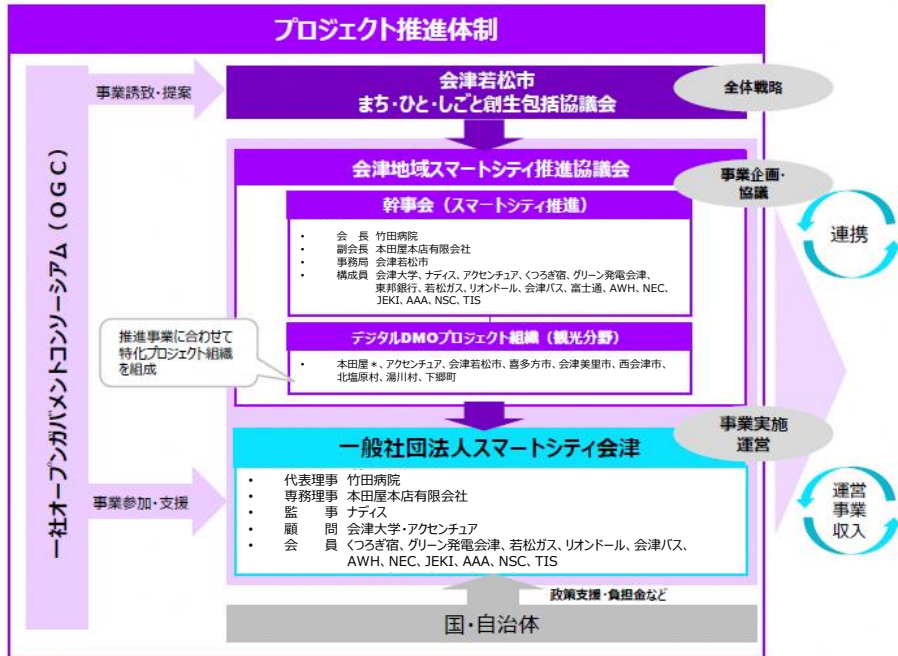 プロジェクト推進体制
一社オープンガバメントコンソーシアム（OGC）
事業誘致・提案
会津若松市
まち・ひと・しごと創生包括協議会
全体戦略
会津地域スマートシティ推進協議会
事業企画・
協議
幹事会（スマートシティ推進）
• 会　長 竹田病院
• 副会長 本田屋本店有限会社
• 事務局 会津若松市
• 構成員 会津大学、ナディス、アクセンチュア、くつろぎ宿、グリーン発電会津、
東邦銀行、若松ガス、リオンドール、会津バス、富士通、AWH、NEC、
JEKI、AAA、NSC、TIS
連携
推進事業に合わせて
特化プロジェクト組織
を組成
デジタルDMOプロジェクト組織（観光分野）
• 本田屋＊、アクセンチュア、会津若松市、喜多方市、会津美里市、西会津市、
北塩原村、湯川村、下郷町
事業実施
運営
一般社団法人スマートシティ会津
事業参加・支援
• 代表理事 竹田病院
• 専務理事 本田屋本店有限会社
• 監　　事 ナディス
• 顧　　問 会津大学・アクセンチュア
• 会　　員 くつろぎ宿、グリーン発電会津、若松ガス、リオンドール、会津バス、
AWH、NEC、JEKI、AAA、NSC、TIS
運営
事業
収入
政策支援・負担金など
国・自治体